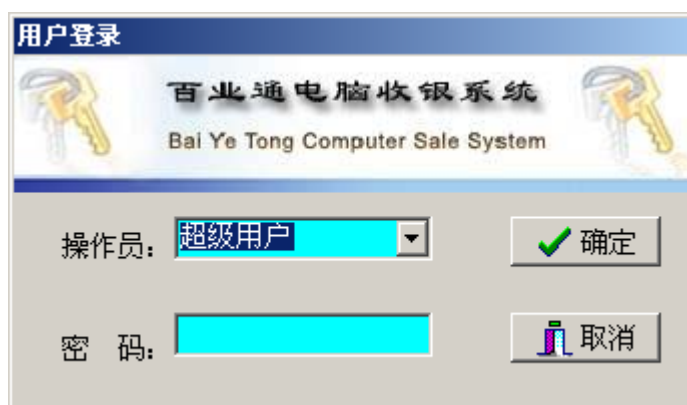 用户登录
百业通电脑收银系统
Bai Ye Tong Computer Sale System
操作员: 超级用户 确定
密 码: 取消